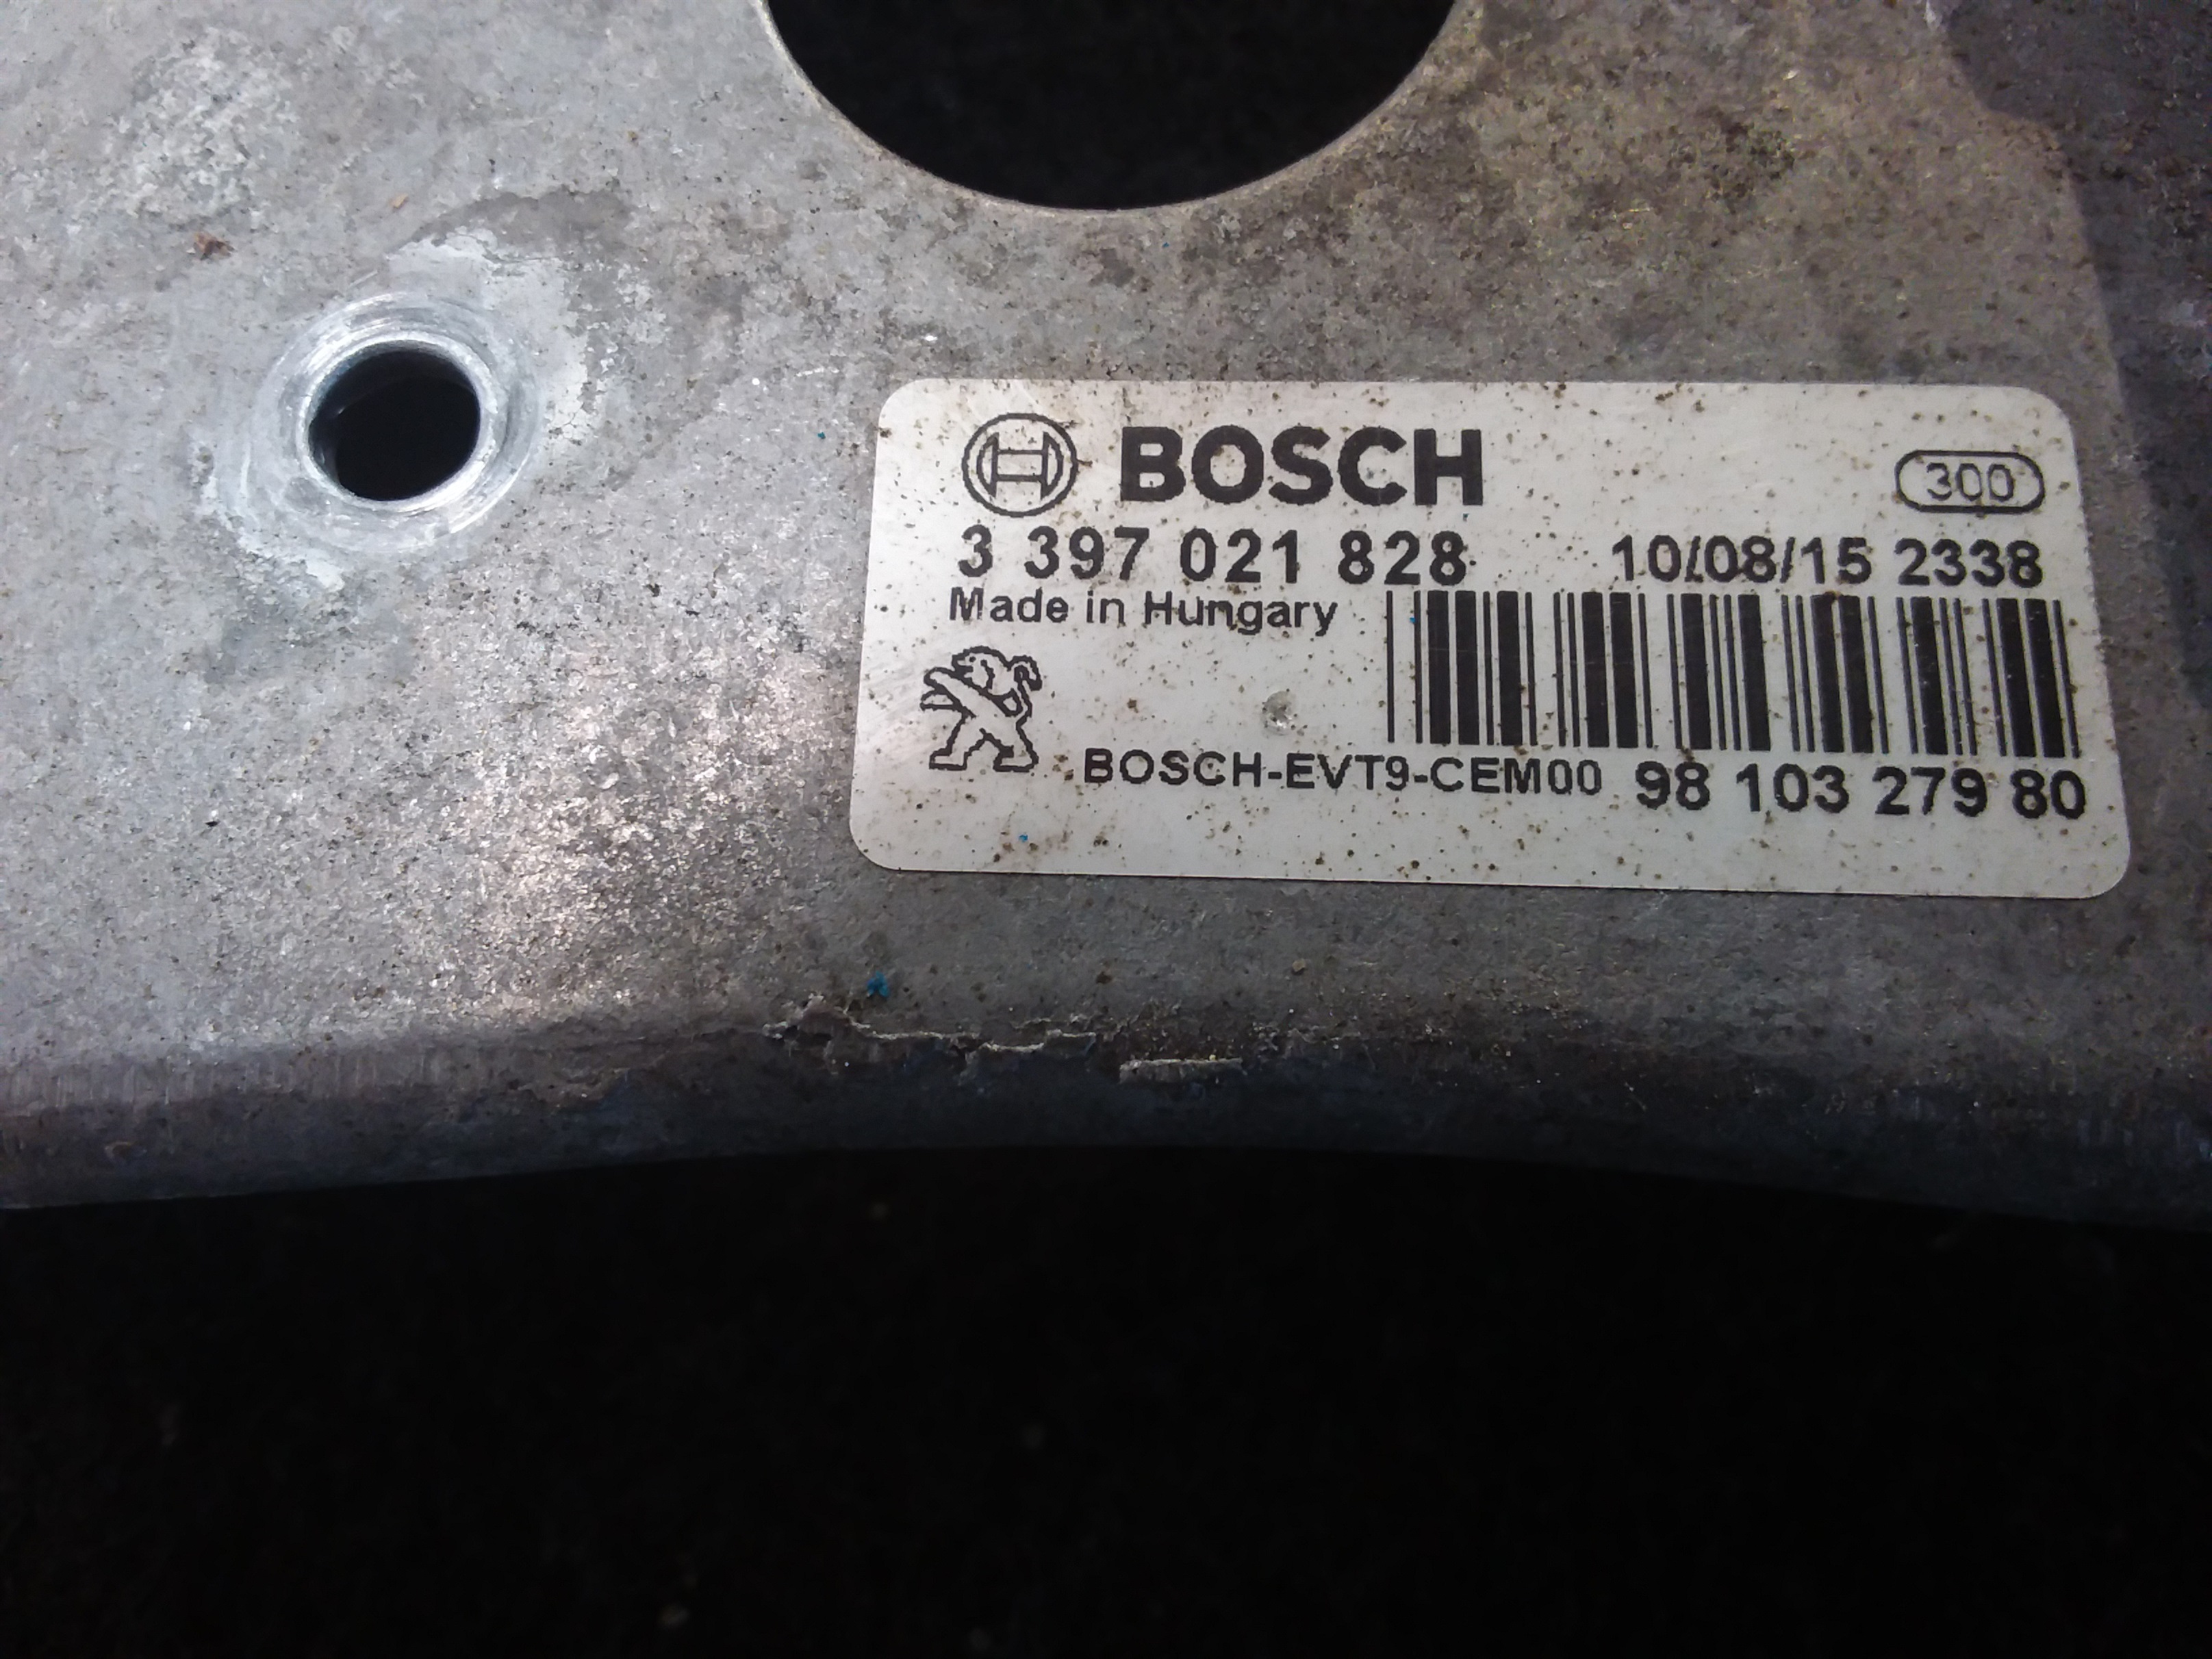 BOSCH
300
3 397 021 828 10/08/15 2338
Made in Hungary
BOSCH-EVT9-CEM00 98 103 279 80